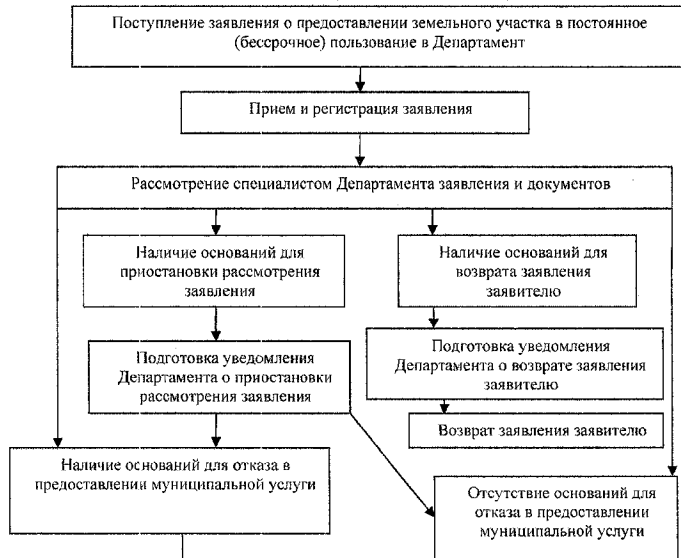 Поступление заявления о предоставлении земельного участка в постоянное
(бессрочное) пользование в Департамент
Прием и регистрация заявления
Рассмотрение специалистом Департамента заявления и документов
Наличие оснований для
приостановки рассмотрения
заявления
Наличие оснований для
возврата заявления
заявителю
Подготовка уведомления
Департамента о приостановки
рассмотрения заявления
Подготовка уведомления
Департамента о возврате заявления
заявителю
Возврат заявления заявителю
Наличие оснований для отказа в
предоставлении муниципальной услуги
Отсутствие оснований для
отказа в предоставлении
муниципальной услуги